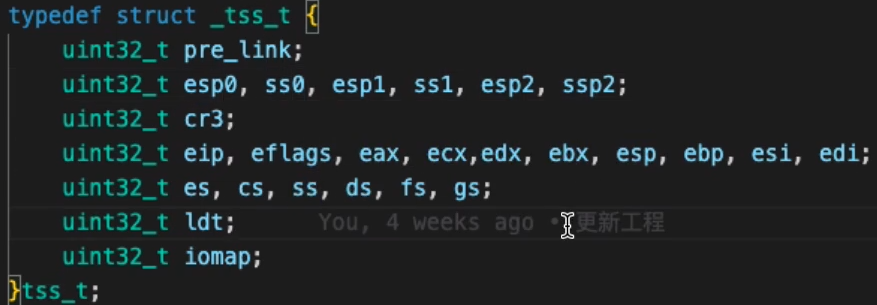 typedef struct _tss_t {
    uint32_t pre_link;
    uint32_t esp0, ss0, esp1, ss1, esp2, ssp2;
    uint32_t cr3;
    uint32_t eip, eflags, eax, ecx,edx, ebx, esp, ebp, esi, edi;
    uint32_t es, cs, ss, ds, fs, gs;
    uint32_t ldt;     You, 4 weeks ago • 更新工程
    uint32_t iomap;
}tss_t;